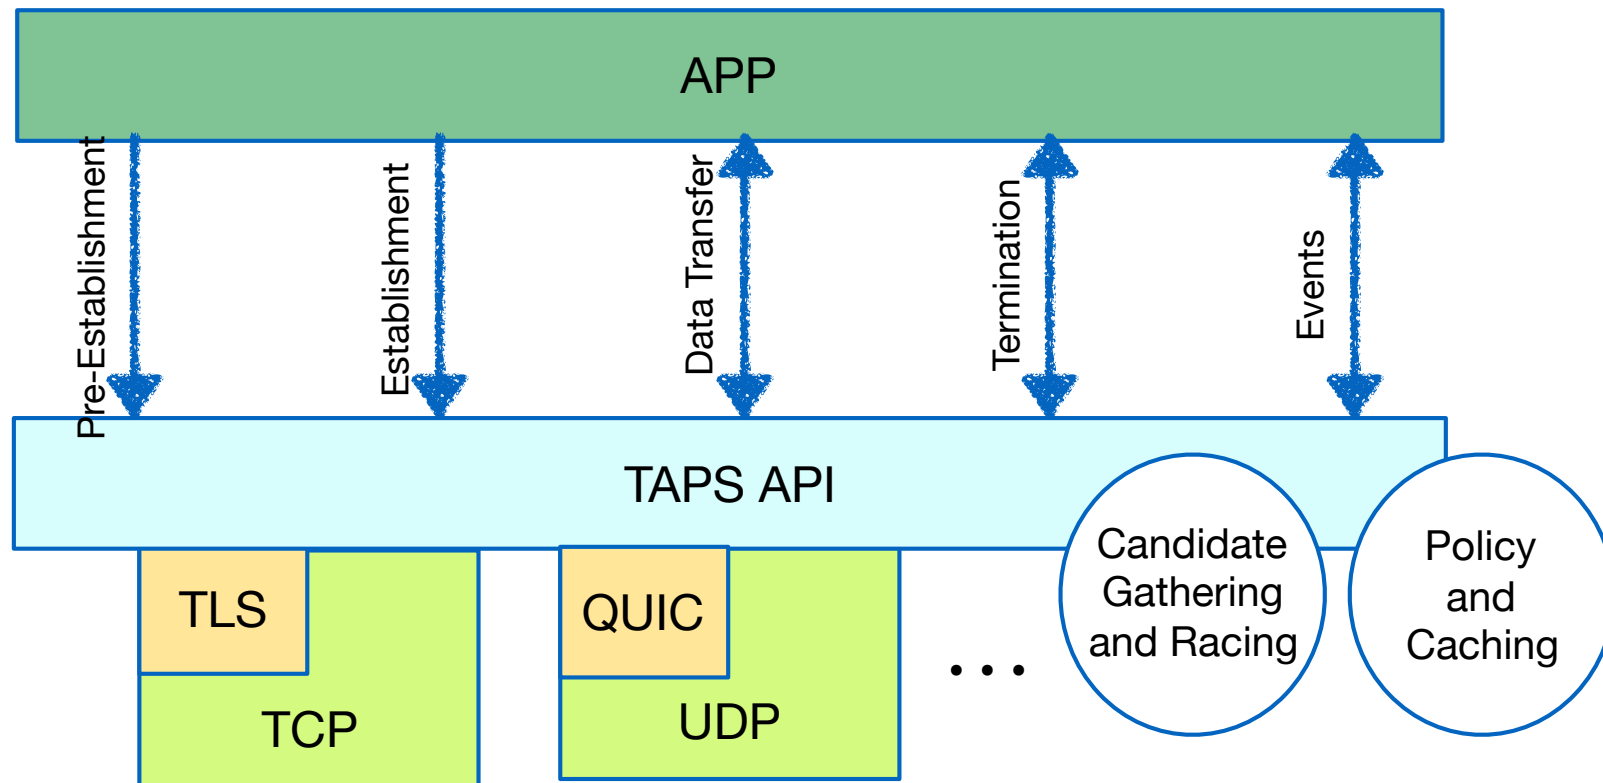 APP
Pre-Establishment
Establishment
Data Transfer
Termination
Events
TAPS API
TLS
TCP
QUIC
UDP
...
Candidate
Gathering
and Racing
Policy
and
Caching